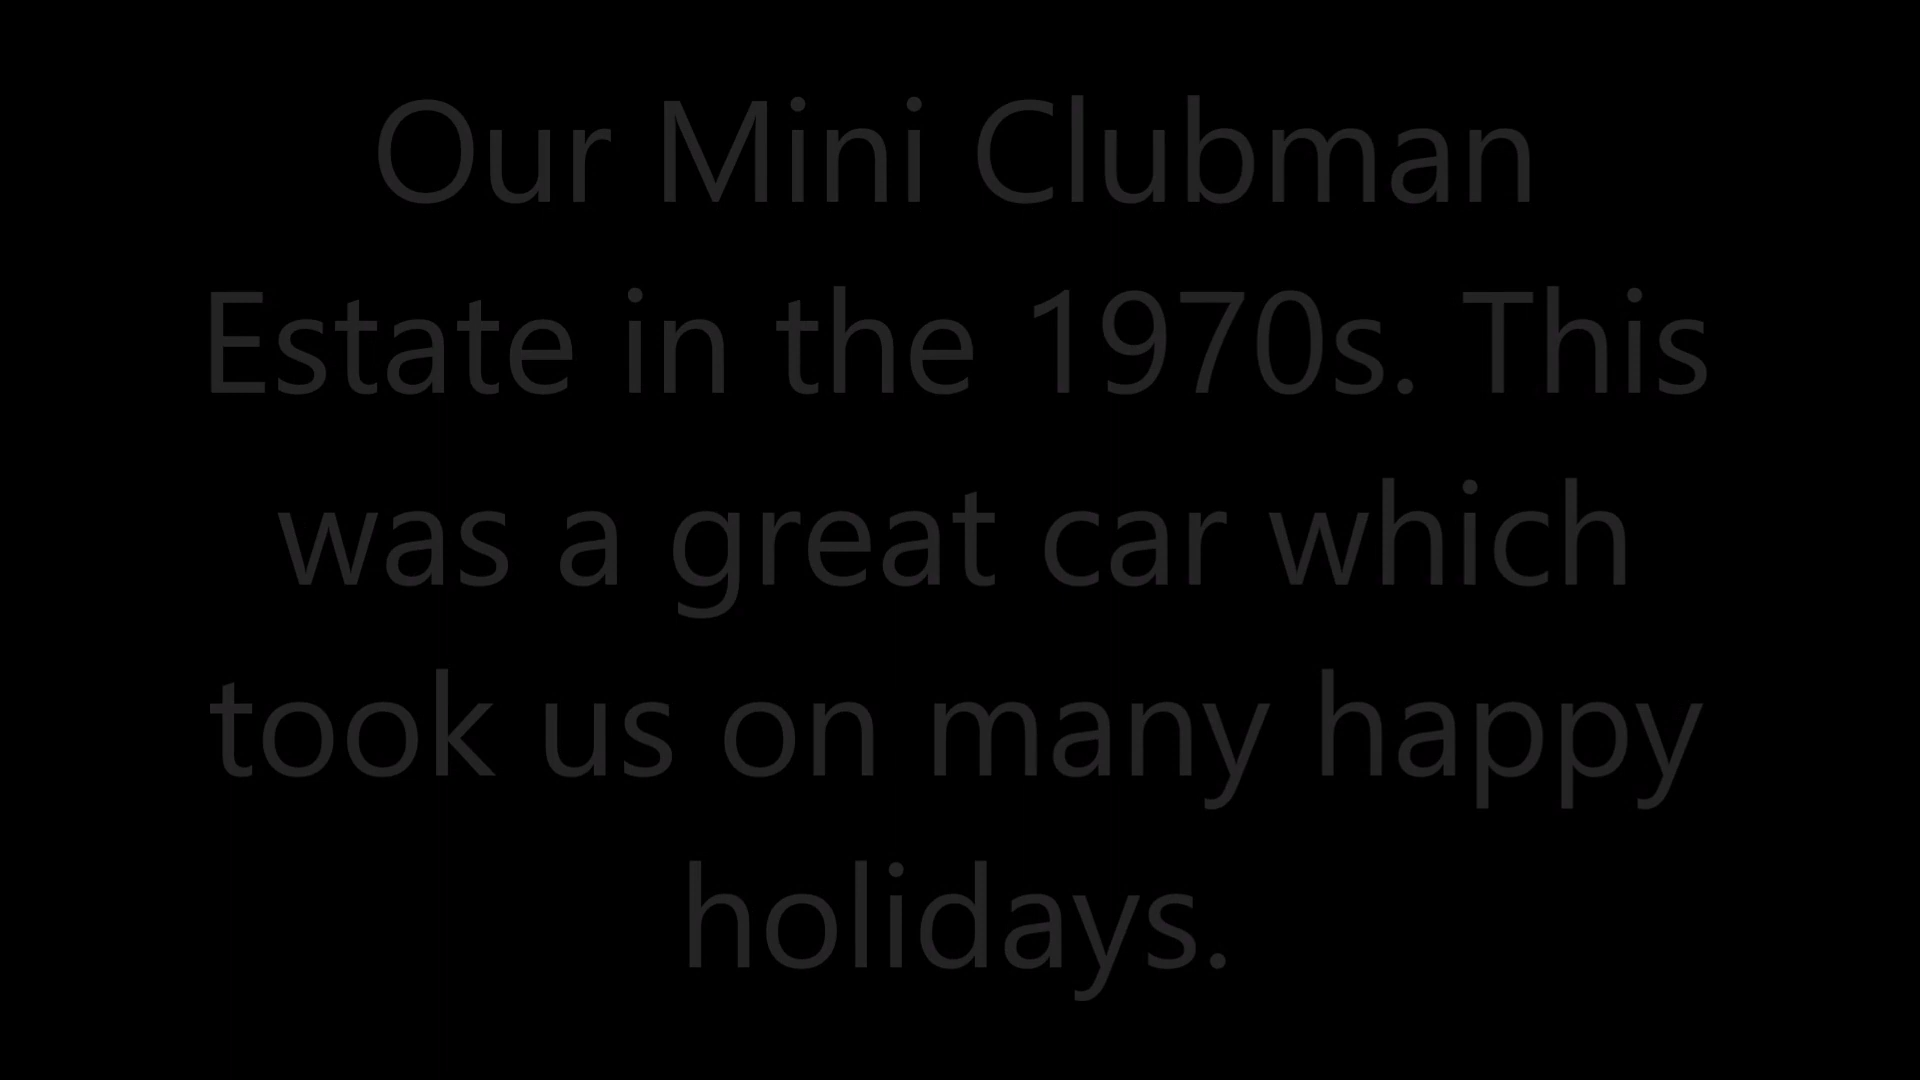 Our Mini Clubman
Estate in the 1970s. This
was a great car which
took us on many happy
holidays.